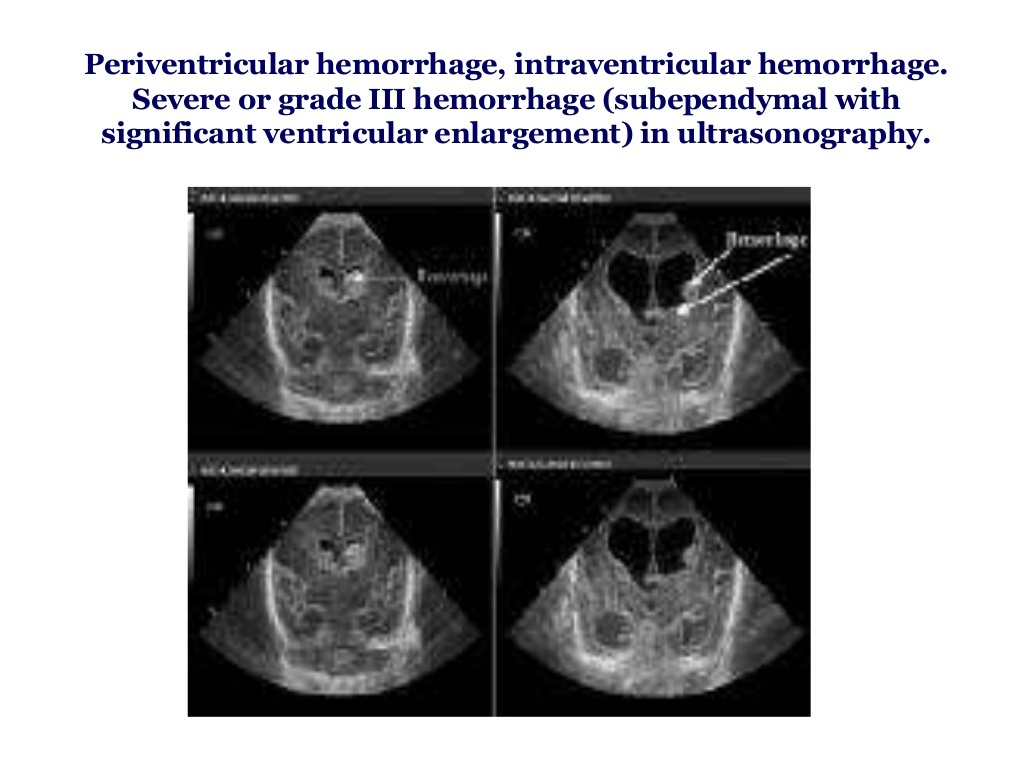 Periventricular hemorrhage, intraventricular hemorrhage.
Severe or grade III hemorrhage (subependymal with
significant ventricular enlargement) in ultrasonography.